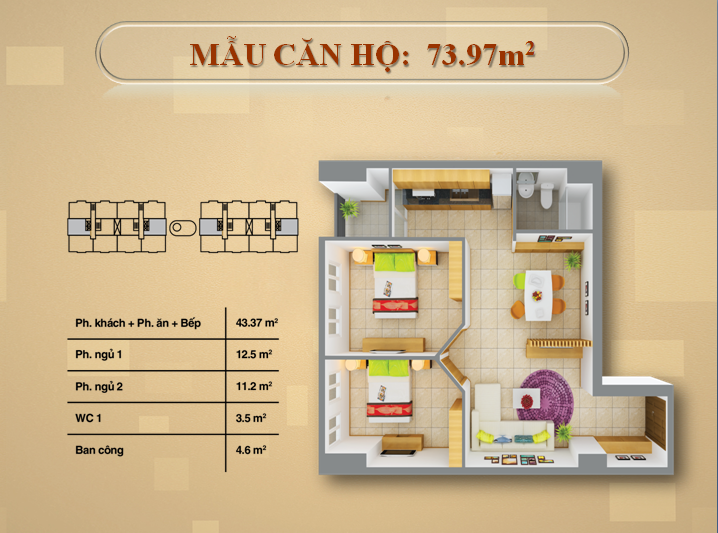 MẪU CĂN HỘ: 73.97m²
Ph. khách + Ph. ăn + Bếp 43.37 m²
Ph. ngủ 1 12.5 m²
Ph. ngủ 2 11.2 m²
WC 1 3.5 m²
Ban công 4.6 m²